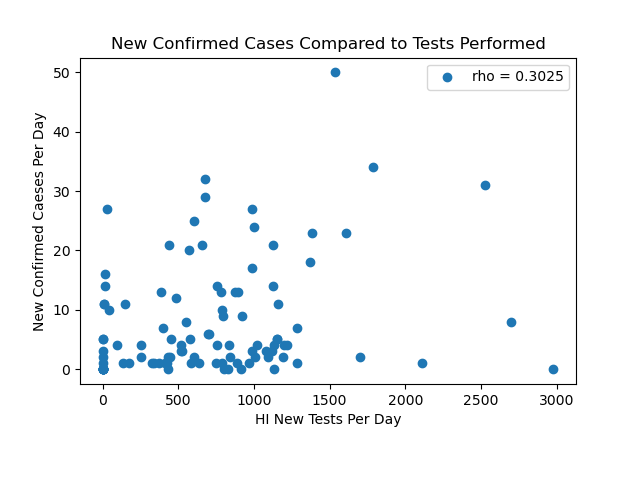 New Confirmed Cases Compared to Tests Performed
rho = 0.3025
New Confirmed Caeses Per Day
50
40
30
20
10
0
0 500 1000 1500 2000 2500 3000
HI New Tests Per Day